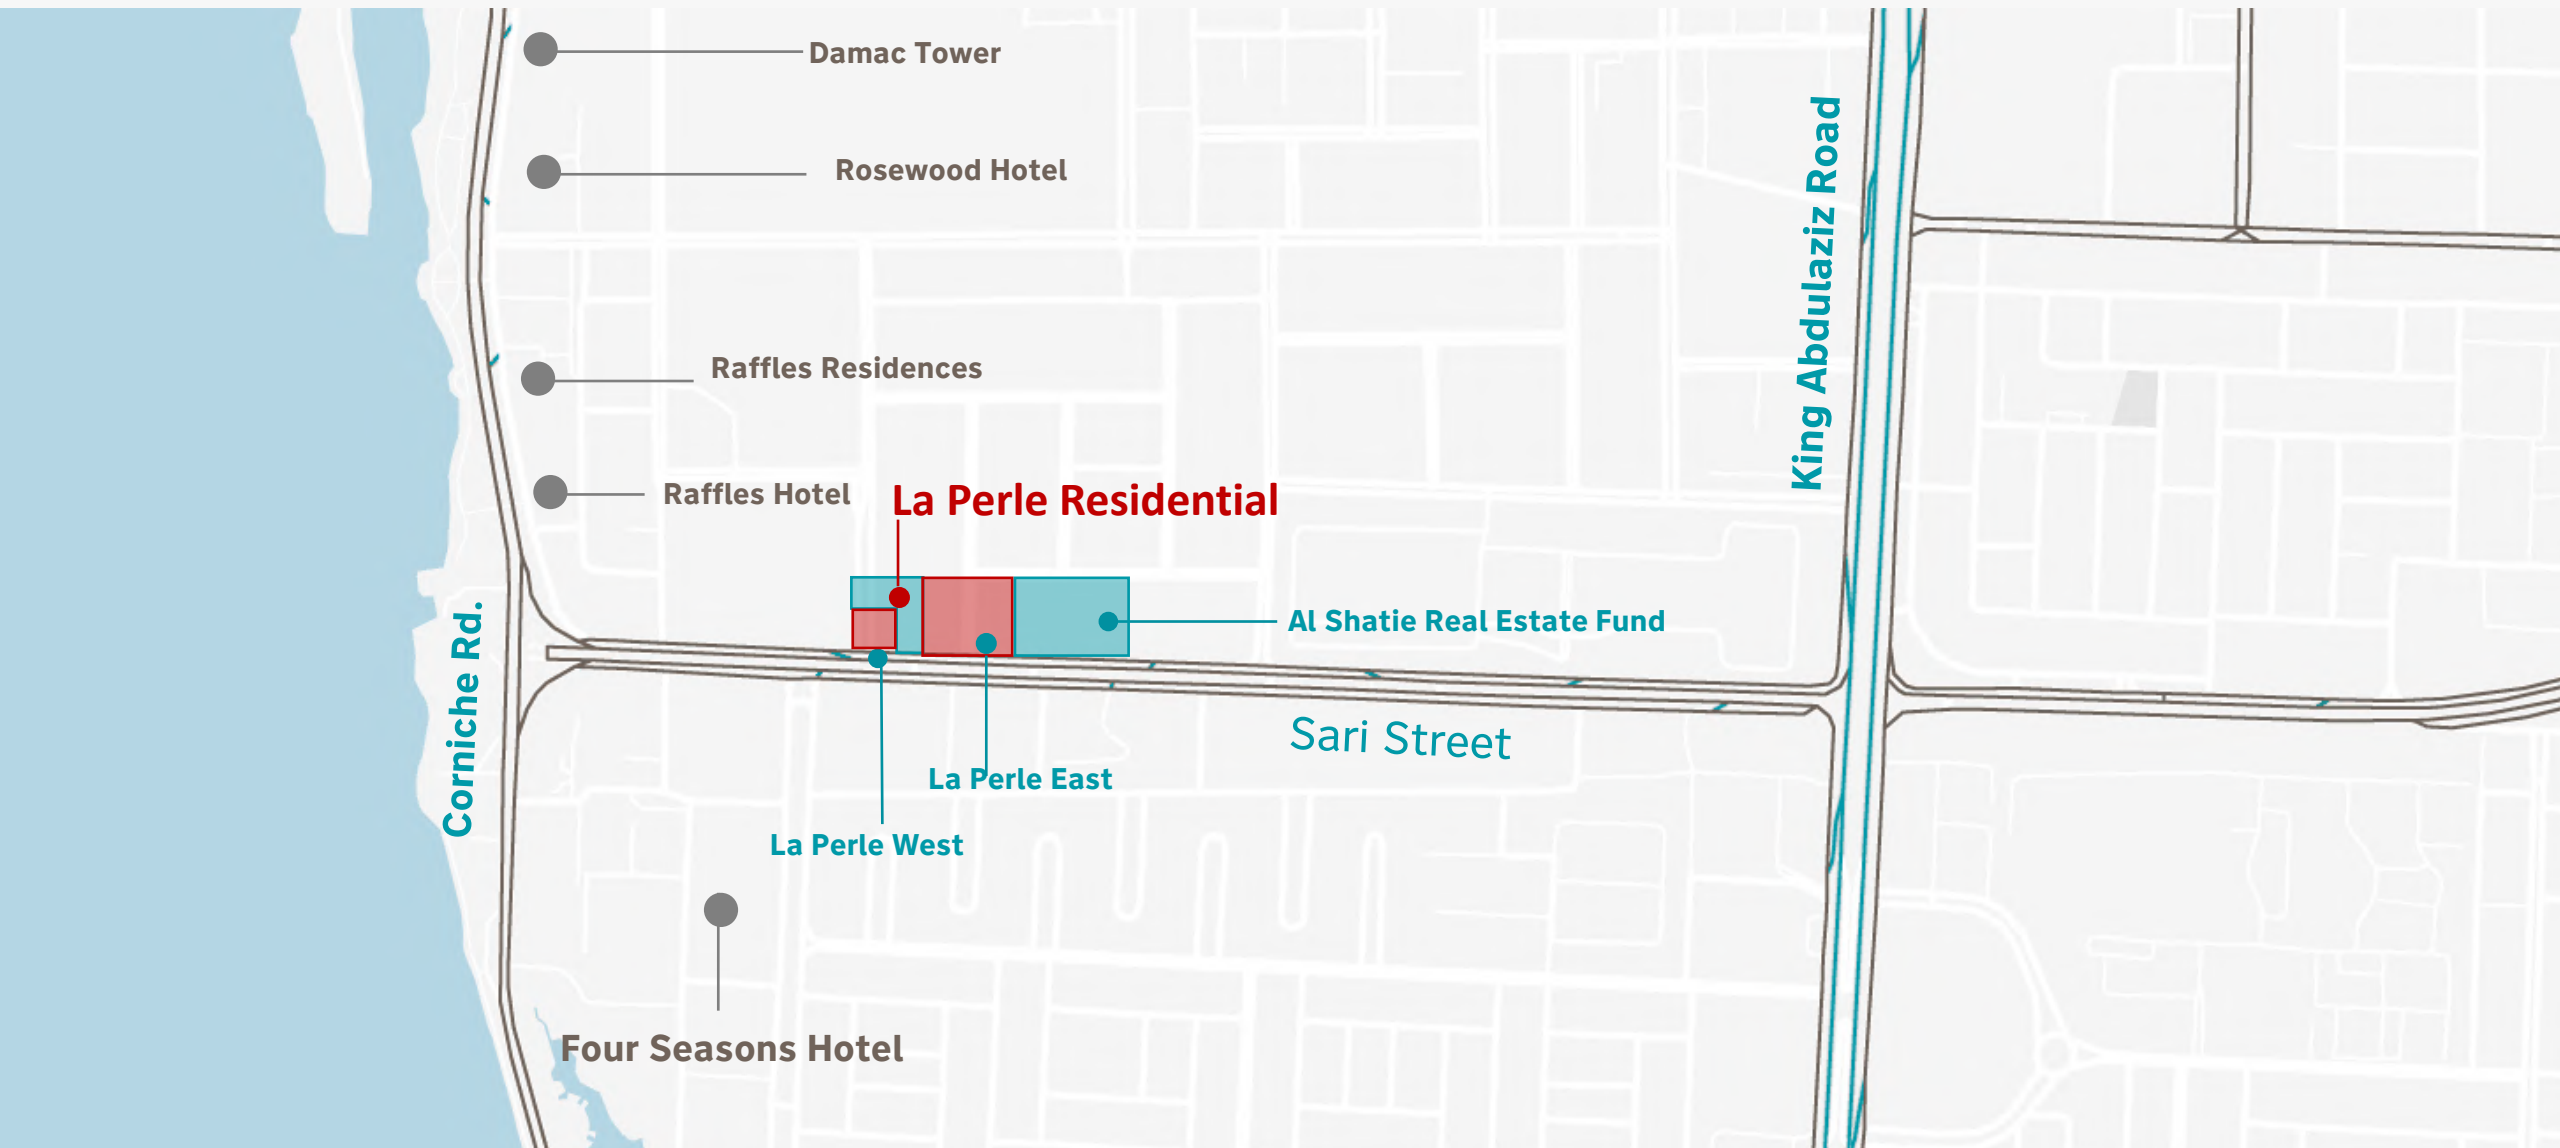 Damac Tower
Rosewood Hotel
King Abdulaziz Road
Raffles Residences
Raffles Hotel
La Perle Residential
Al Shatie Real Estate Fund
Corniche Rd.
Sari Street
La Perle East
La Perle West
Four Seasons Hotel